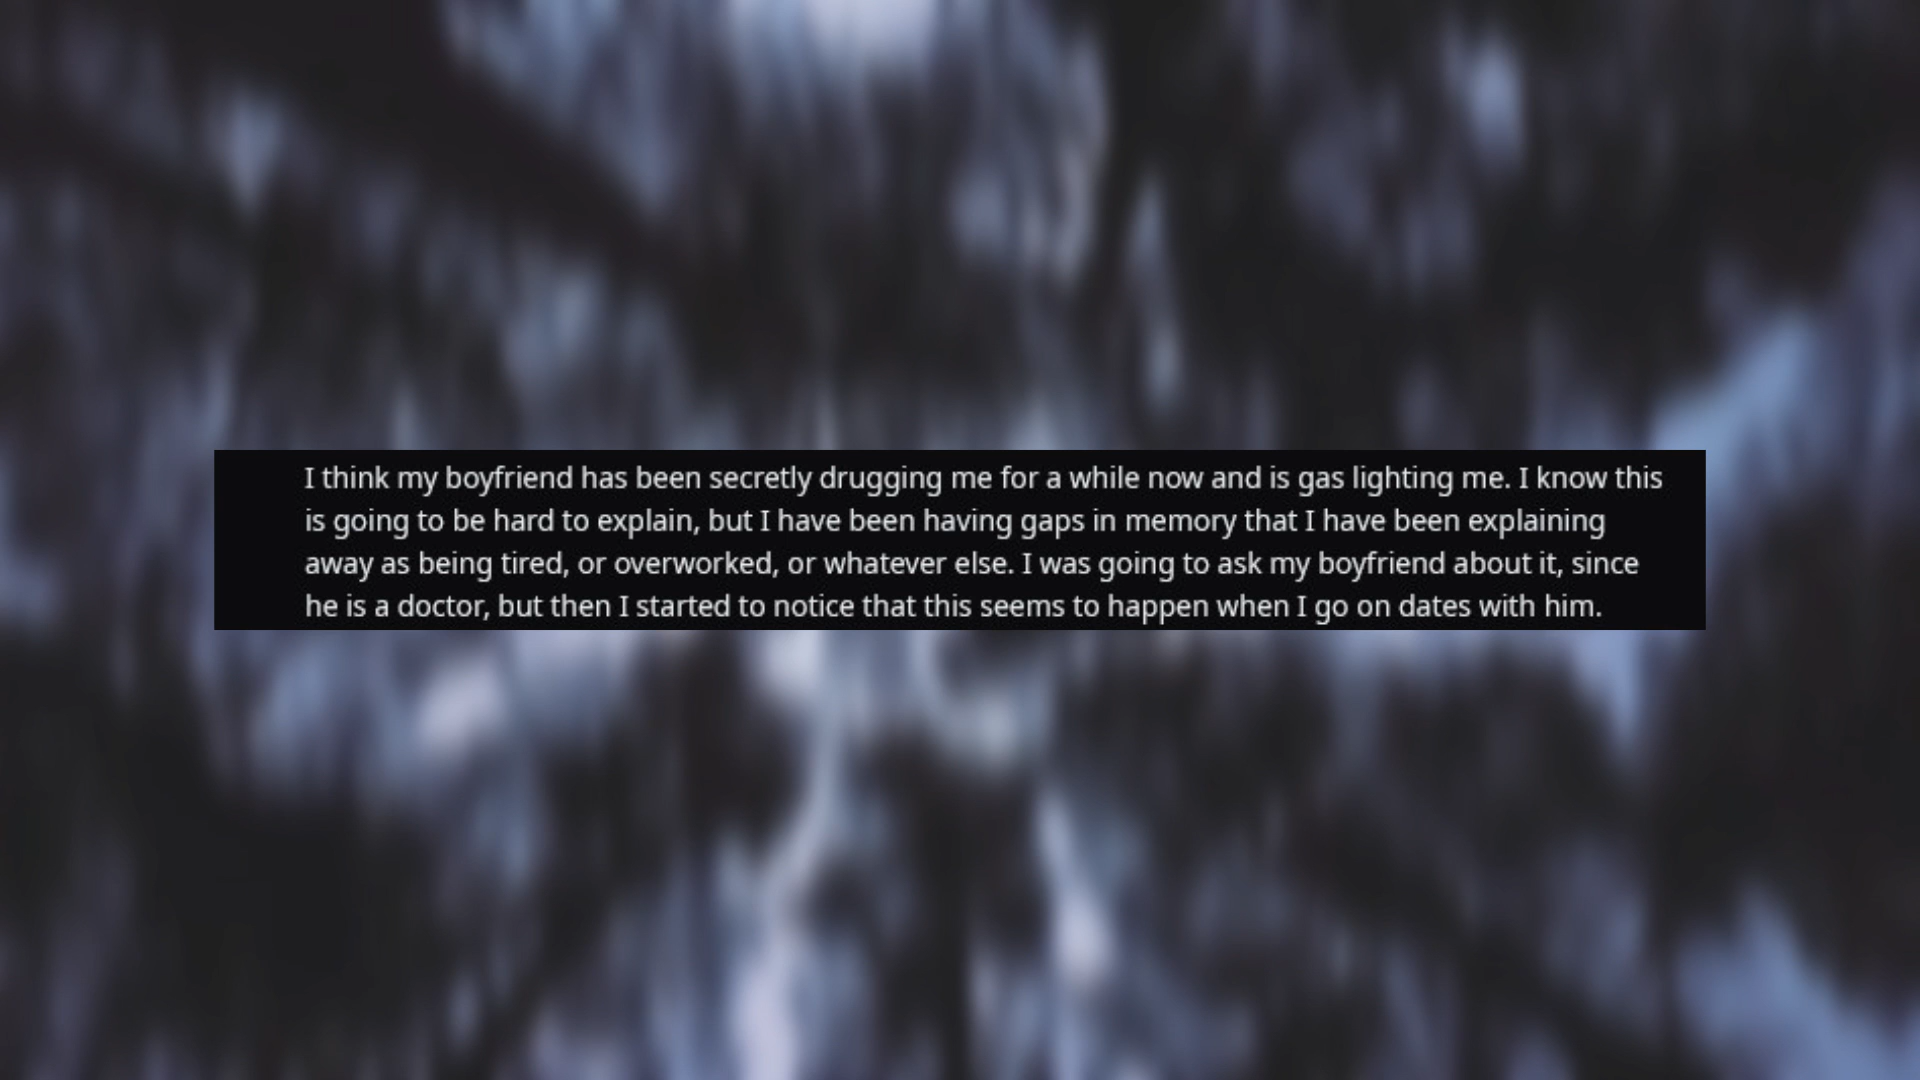 I think my boyfriend has been secretly drugging me for a while now and is gas lighting me. I know this
is going to be hard to explain, but I have been having gaps in memory that I have been explaining
away as being tired, or overworked, or whatever else. I was going to ask my boyfriend about it, since
he is a doctor, but then I started to notice that this seems to happen when I go on dates with him.